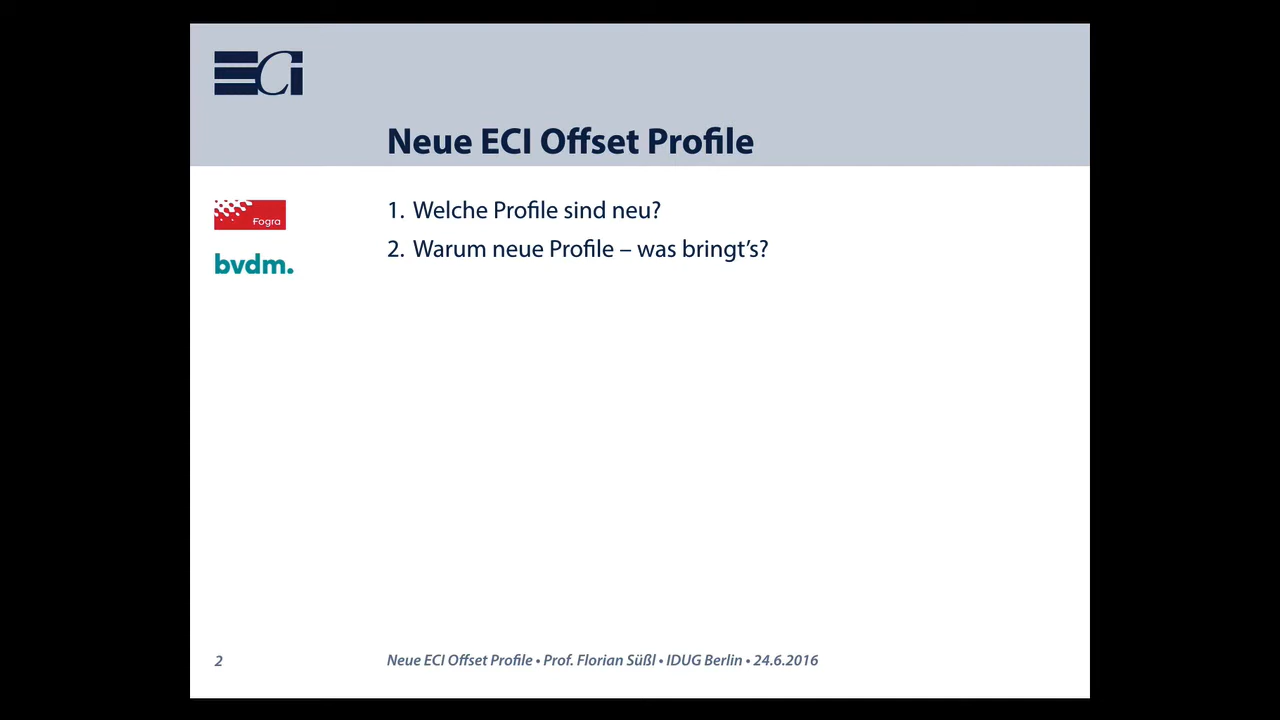 ECI
Neue ECI Offset Profile
Fogra
bvdm.
1. Welche Profile sind neu?
2. Warum neue Profile – was bringt’s?
2
Neue ECI Offset Profile • Prof. Florian Süßl • IDUG Berlin • 24.6.2016